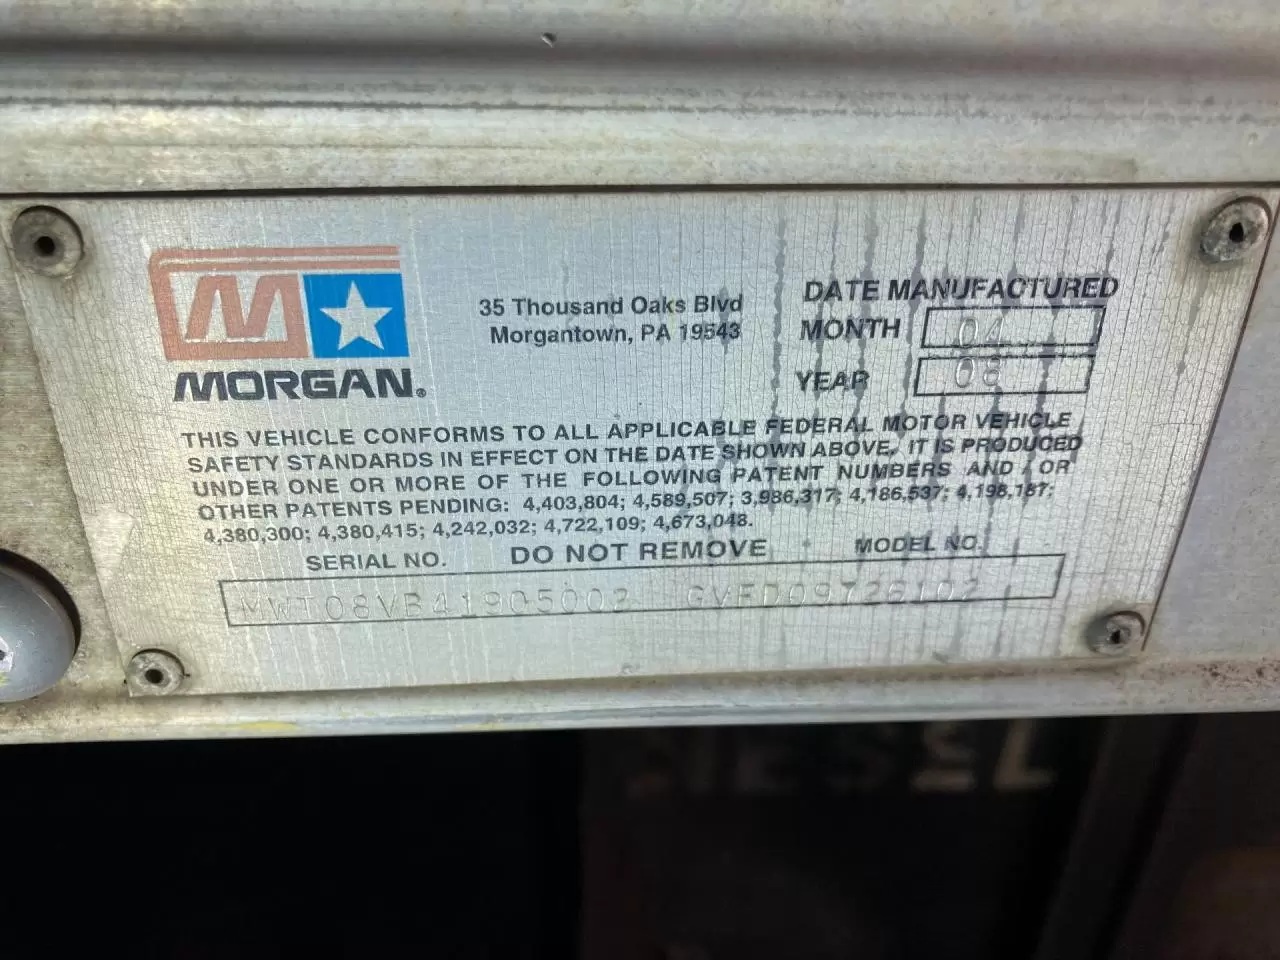 M
MORGAN®
35 Thousand Oaks Blvd
Morgantown, PA 19543
DATE MANUFACTURED
MONTH 04
YEAR 08
THIS VEHICLE CONFORMS TO ALL APPLICABLE FEDERAL MOTOR VEHICLE
SAFETY STANDARDS IN EFFECT ON THE DATE SHOWN ABOVE. IT IS PRODUCED
UNDER ONE OR MORE OF THE FOLLOWING PATENT NUMBERS AND / OR
OTHER PATENTS PENDING: 4,403,804; 4,589,507; 3,986,317; 4,186,537; 4,198,187;
4,380,300; 4,380,415; 4,242,032; 4,722,109; 4,673,048.
SERIAL NO. DO NOT REMOVE MODEL NO.
MWT08VB41905002 GVFD09726102
DIESEL